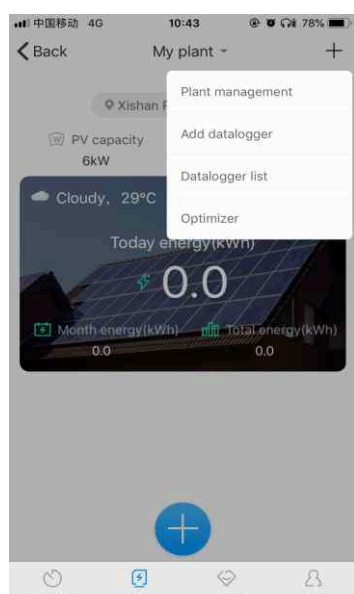 中国移动 4G 10:43 78%
Back My plant +
Plant management
Xishan
PV capacity
Add datalogger
6kW
Datalogger list
Cloudy, 29°C
Optimizer
Today energy(kWh)
0.0
Month energy(kWh) Total energy(kWh)
0.0 0.0